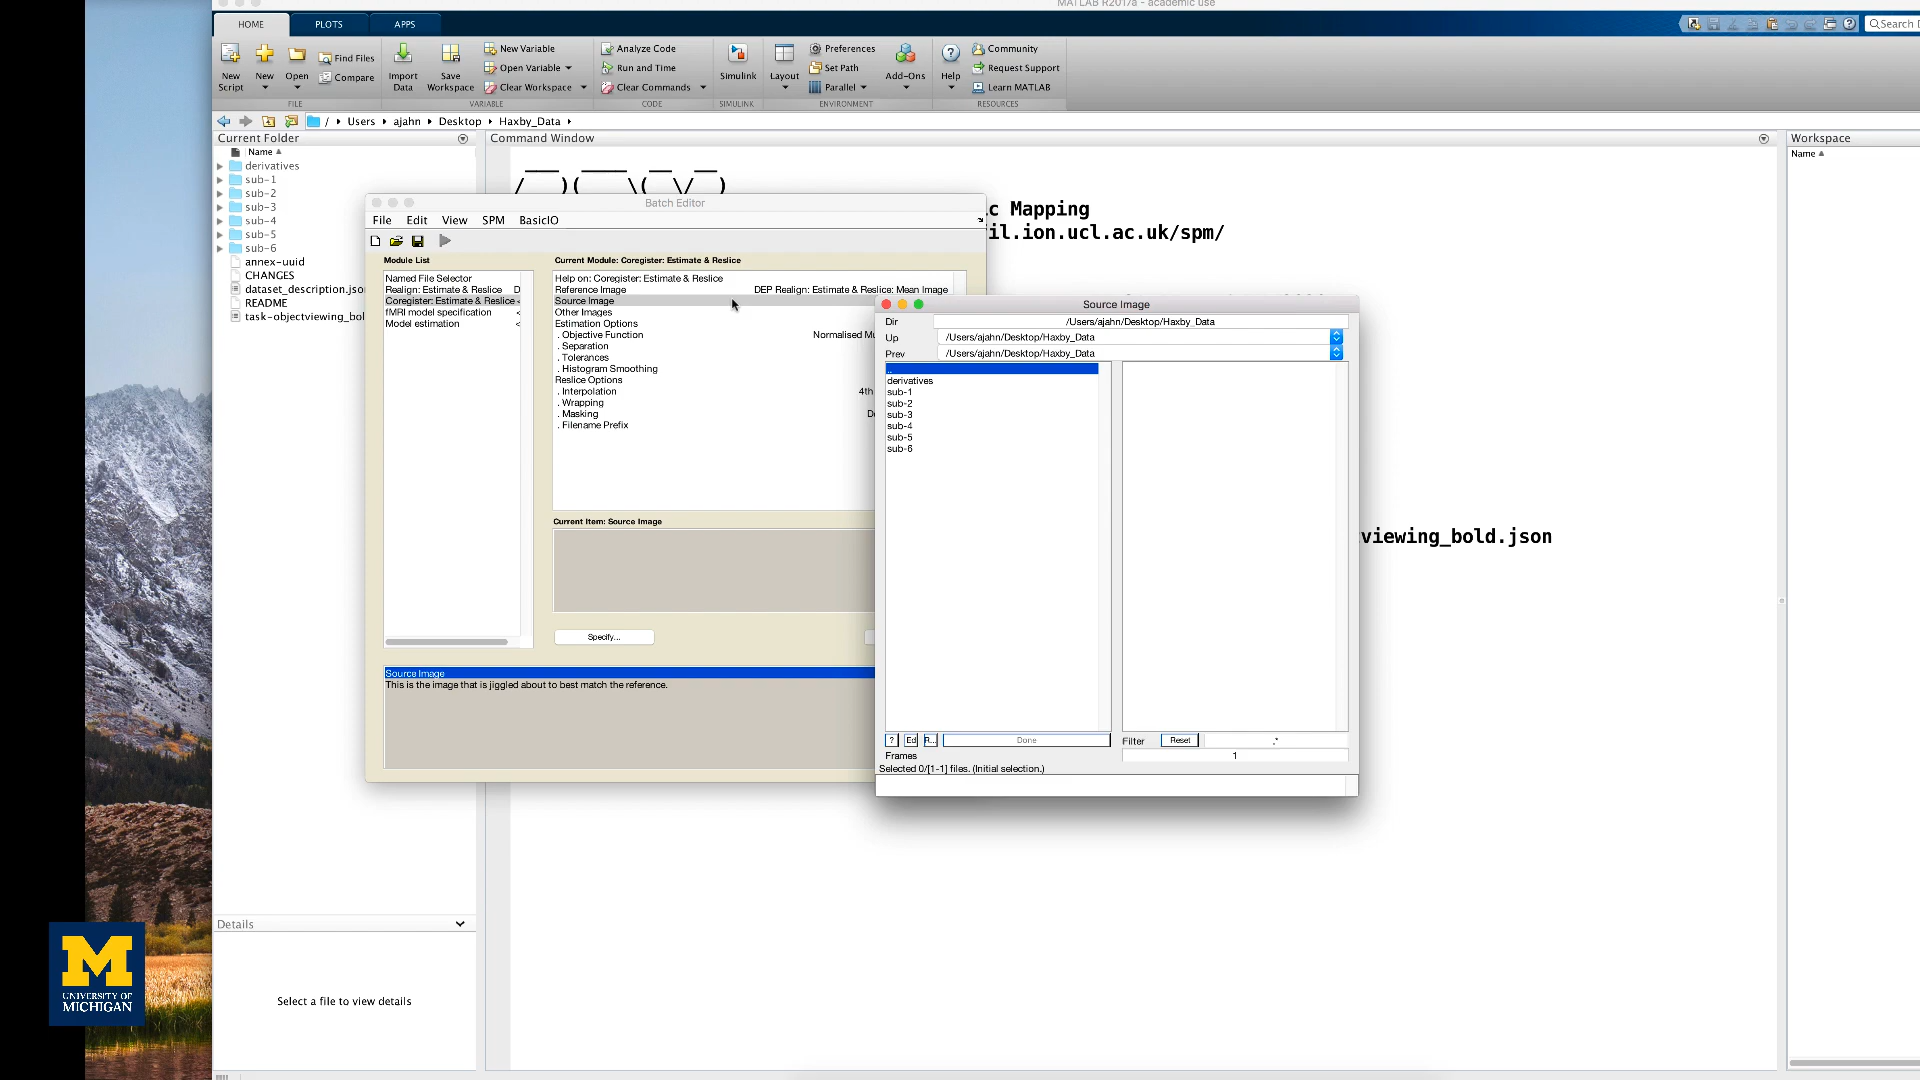 MATLAB R2017a - academic use
HOME
PLOTS
APPS
Search D
New Script
New
Open
Find Files
Compare
Import Data
Save Workspace
New Variable
Open Variable
Clear Workspace
Analyze Code
Run and Time
Clear Commands
Simulink
Layout
Preferences
Set Path
Parallel
Add-Ons
Help
Community
Request Support
Learn MATLAB
FILE
VARIABLE
CODE
SIMULINK
ENVIRONMENT
RESOURCES
/ Users ajahn Desktop Haxby_Data
Current Folder
Command Window
Workspace
Name
Name
derivatives
sub-1
sub-2
sub-3
sub-4
sub-5
sub-6
annex-uuid
CHANGES
dataset_description.jso
README
task-objectviewing_bol
c Mapping
il.ion.ucl.ac.uk/spm/
viewing_bold.json
Batch Editor
File Edit View SPM BasicIO
Module List
Named File Selector
Realign: Estimate & Reslice D
Coregister: Estimate & Reslice <
fMRI model specification <
Model estimation <
Current Module: Coregister: Estimate & Reslice
Help on: Coregister: Estimate & Reslice
Reference Image DEP Realign: Estimate & Reslice: Mean Image
Source Image
Other Images
Estimation Options
. Objective Function Normalised Mu
. Separation
. Tolerances
. Histogram Smoothing
Reslice Options
. Interpolation 4th
. Wrapping
. Masking D
. Filename Prefix
Current Item: Source Image
Specify...
Source Image
This is the image that is jiggled about to best match the reference.
Source Image
Dir /Users/ajahn/Desktop/Haxby_Data
Up /Users/ajahn/Desktop/Haxby_Data
Prev /Users/ajahn/Desktop/Haxby_Data
..
derivatives
sub-1
sub-2
sub-3
sub-4
sub-5
sub-6
? Ed R... Done
Filter Reset .*
Frames 1
Selected 0/[1-1] files. (Initial selection.)
Details
Select a file to view details
M
UNIVERSITY OF
MICHIGAN